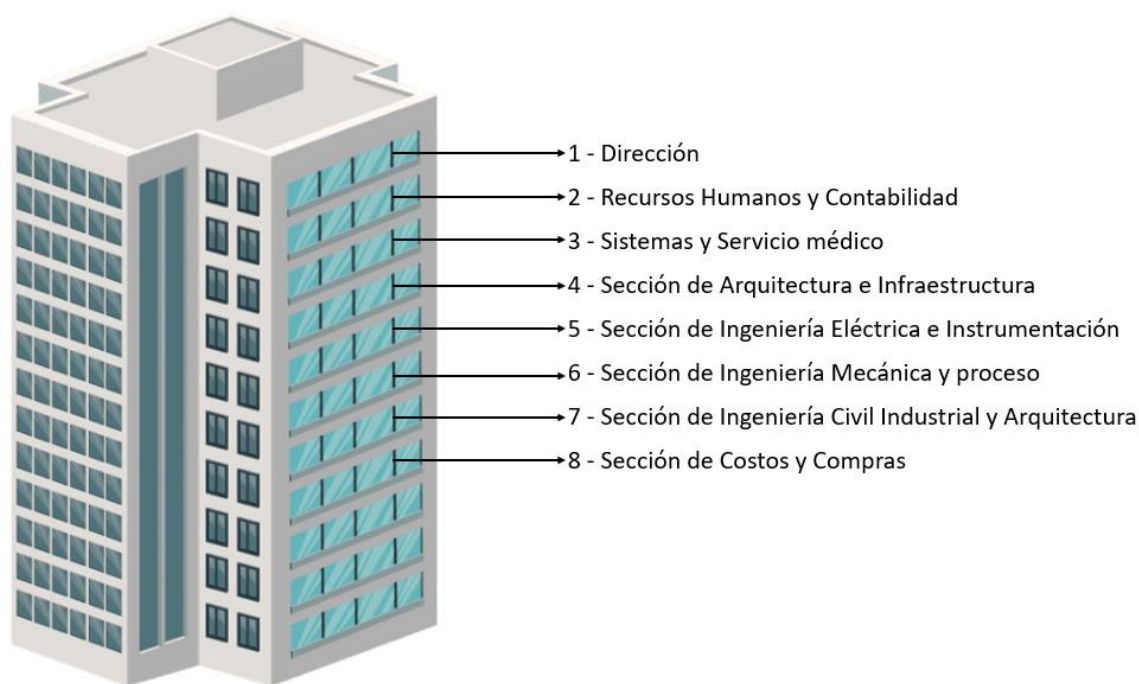 1 - Dirección
2 - Recursos Humanos y Contabilidad
3 - Sistemas y Servicio médico
4 - Sección de Arquitectura e Infraestructura
5 - Sección de Ingeniería Eléctrica e Instrumentación
6 - Sección de Ingeniería Mecánica y proceso
7 - Sección de Ingeniería Civil Industrial y Arquitectura
8 - Sección de Costos y Compras